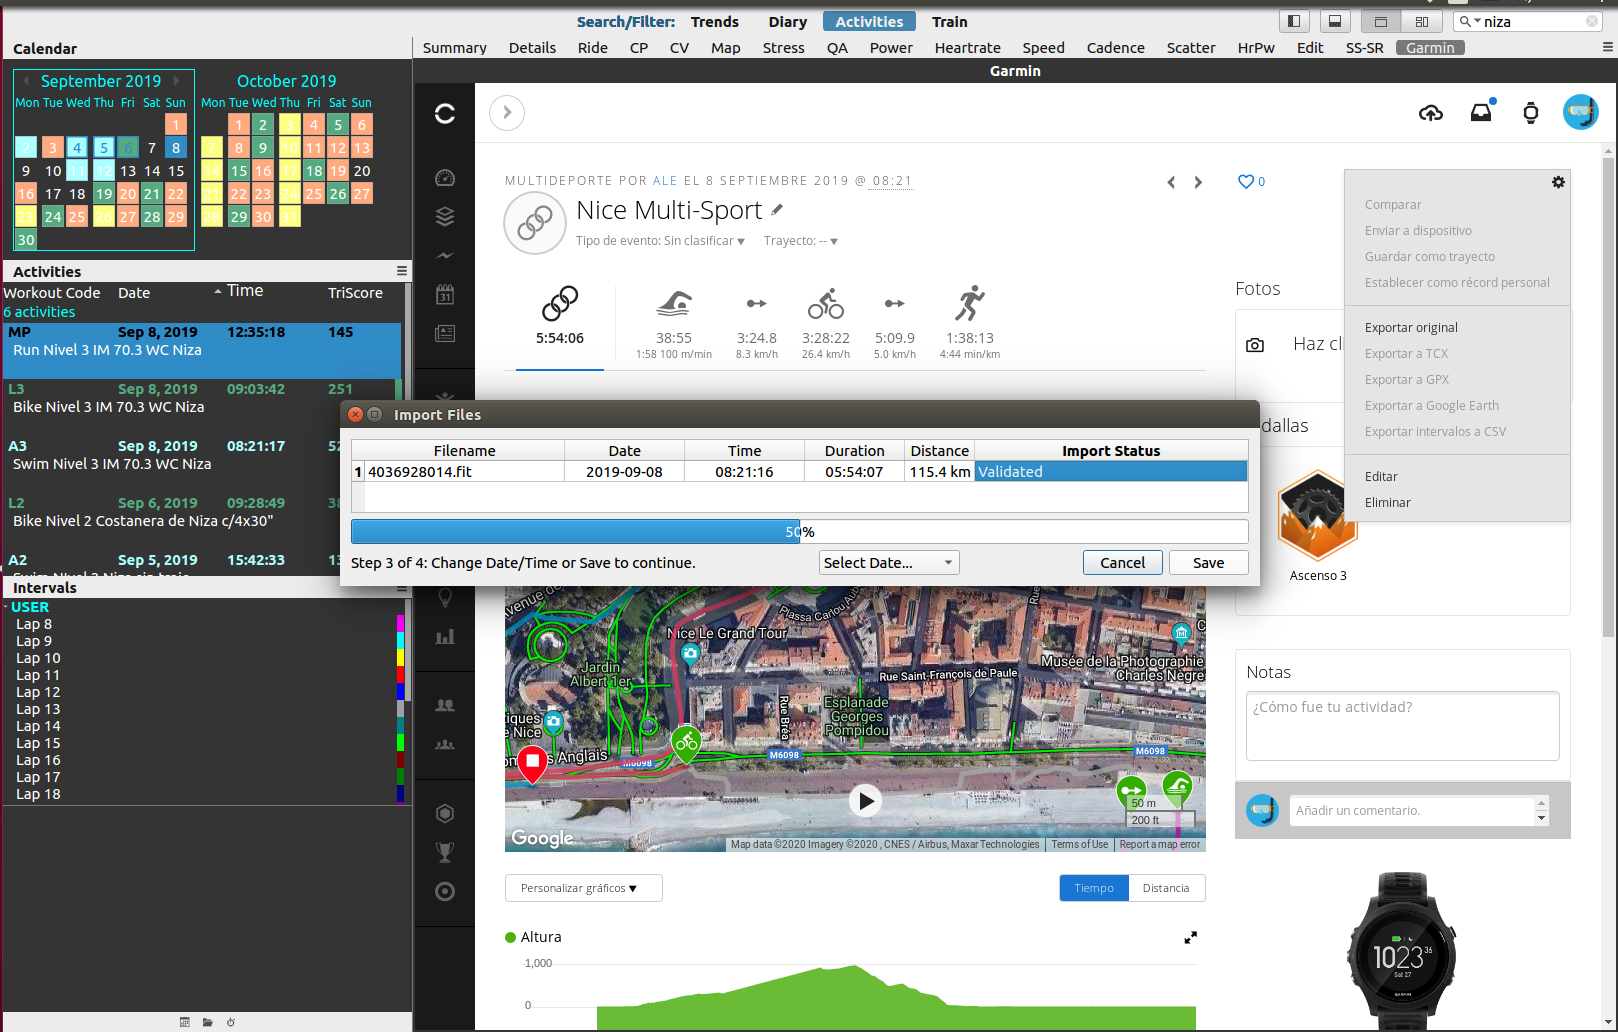 Search/Filter: Trends Diary Activities Train
niza
Calendar
Summary Details Ride CP CV Map Stress QA Power Heartrate Speed Cadence Scatter HrPw Edit SS-SR Garmin
Garmin
September 2019
Mon Tue Wed Thu Fri Sat Sun
1
2 3 4 5 6 7 8
9 10 11 12 13 14 15
16 17 18 19 20 21 22
23 24 25 26 27 28 29
30
October 2019
Mon Tue Wed Thu Fri Sat Sun
1 2 3 4 5 6
7 8 9 10 11 12 13
14 15 16 17 18 19 20
21 22 23 24 25 26 27
28 29 30 31
Activities
Workout Code Date Time TriScore
6 activities
MP Sep 8, 2019 12:35:18 145
Run Nivel 3 IM 70.3 WC Niza
L3 Sep 8, 2019 09:03:42 251
Bike Nivel 3 IM 70.3 WC Niza
A3 Sep 8, 2019 08:21:17
Swim Nivel 3 IM 70.3 WC Niza
L2 Sep 6, 2019 09:28:49
Bike Nivel 2 Costanera de Niza c/4x30"
A2 Sep 5, 2019 15:42:33
Intervals
USER
Lap 8
Lap 9
Lap 10
Lap 11
Lap 12
Lap 13
Lap 14
Lap 15
Lap 16
Lap 17
Lap 18
31
MULTIDEPORTE POR ALE EL 8 SEPTIEMBRE 2019 @ 08:21
Nice Multi-Sport
Tipo de evento: Sin clasificar ▼ Trayecto: -- ▼
5:54:06
38:55
1:58 100 m/min
3:24.8
8.3 km/h
3:28:22
26.4 km/h
5:09.9
5.0 km/h
1:38:13
4:44 min/km
0
Comparar
Enviar a dispositivo
Guardar como trayecto
Establecer como récord personal
Exportar original
Exportar a TCX
Exportar a GPX
Exportar a Google Earth
Exportar intervalos a CSV
Editar
Eliminar
Fotos
Haz cl
dallas
Ascenso 3
Import Files
Filename Date Time Duration Distance Import Status
1 4036928014.fit 2019-09-08 08:21:16 05:54:07 115.4 km Validated
50%
Step 3 of 4: Change Date/Time or Save to continue.
Select Date...
Cancel
Save
Avenue de
Plassa Carlou Aub
Rue
Nice Le Grand Tour
Jardin
Albert 1er
Musée de la Photographie
Charles Nègre
Rue Saint-François de Paule
Rue Bréa
Esplanade
Georges
Pompidou
tiques
e Nice
s Anglais
M6098
M6098
M6098
50 m
200 ft
Google
Map data ©2020 Imagery ©2020 , CNES / Airbus, Maxar Technologies Terms of Use Report a map error
Notas
¿Cómo fue tu actividad?
Añadir un comentario.
Personalizar gráficos ▼
Tiempo Distancia
Altura
1,000
0
1023 36
Sat 27
GARMIN